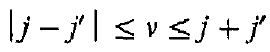 |j − j′| ≤ ν ≤ j + j′